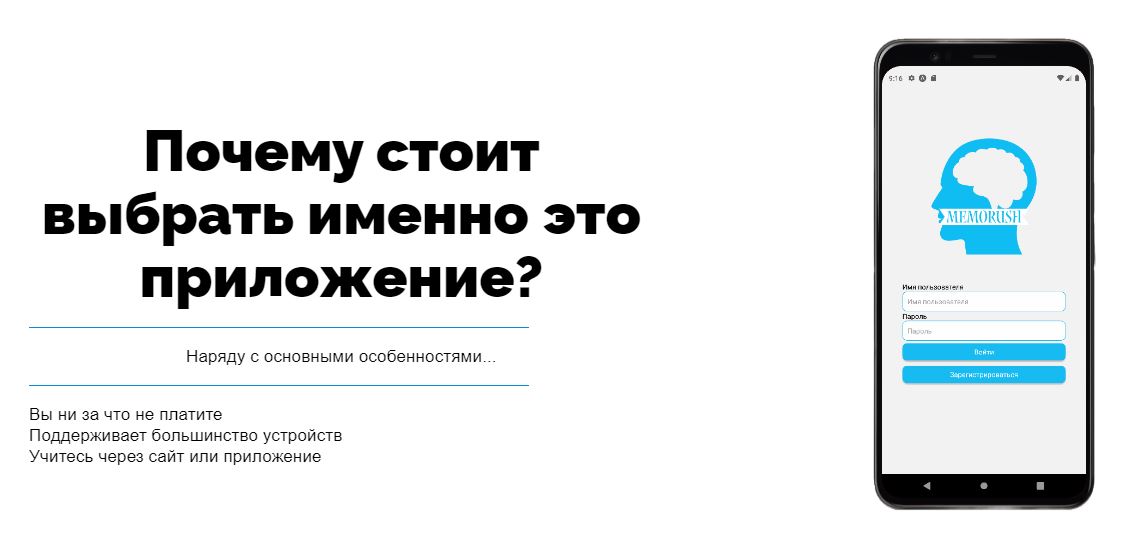 Почему стоит
выбрать именно это
приложение?
Наряду с основными особенностями...
Вы ни за что не платите
Поддерживает большинство устройств
Учитесь через сайт или приложение
9:16
MEMORUSH
Имя пользователя
Имя пользователя
Пароль
Пароль
Войти
Зарегистрироваться